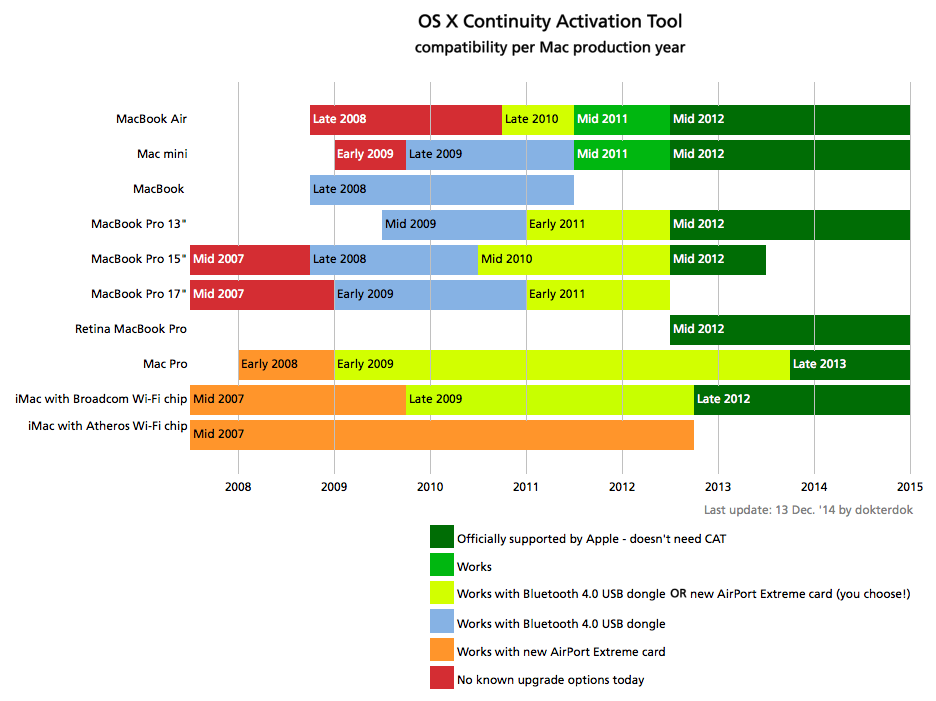 OS X Continuity Activation Tool
compatibility per Mac production year
MacBook Air Late 2008 Late 2010 Mid 2011 Mid 2012
Mac mini Early 2009 Late 2009 Mid 2011 Mid 2012
MacBook Late 2008
MacBook Pro 13" Mid 2009 Early 2011 Mid 2012
MacBook Pro 15" Mid 2007 Late 2008 Mid 2010 Mid 2012
MacBook Pro 17" Mid 2007 Early 2009 Early 2011
Retina MacBook Pro Mid 2012
Mac Pro Early 2008 Early 2009 Late 2013
iMac with Broadcom Wi-Fi chip Mid 2007 Late 2009 Late 2012
iMac with Atheros Wi-Fi chip Mid 2007
2008 2009 2010 2011 2012 2013 2014 2015
Last update: 13 Dec. '14 by dokterdok
Officially supported by Apple - doesn't need CAT
Works
Works with Bluetooth 4.0 USB dongle OR new AirPort Extreme card (you choose!)
Works with Bluetooth 4.0 USB dongle
Works with new AirPort Extreme card
No known upgrade options today